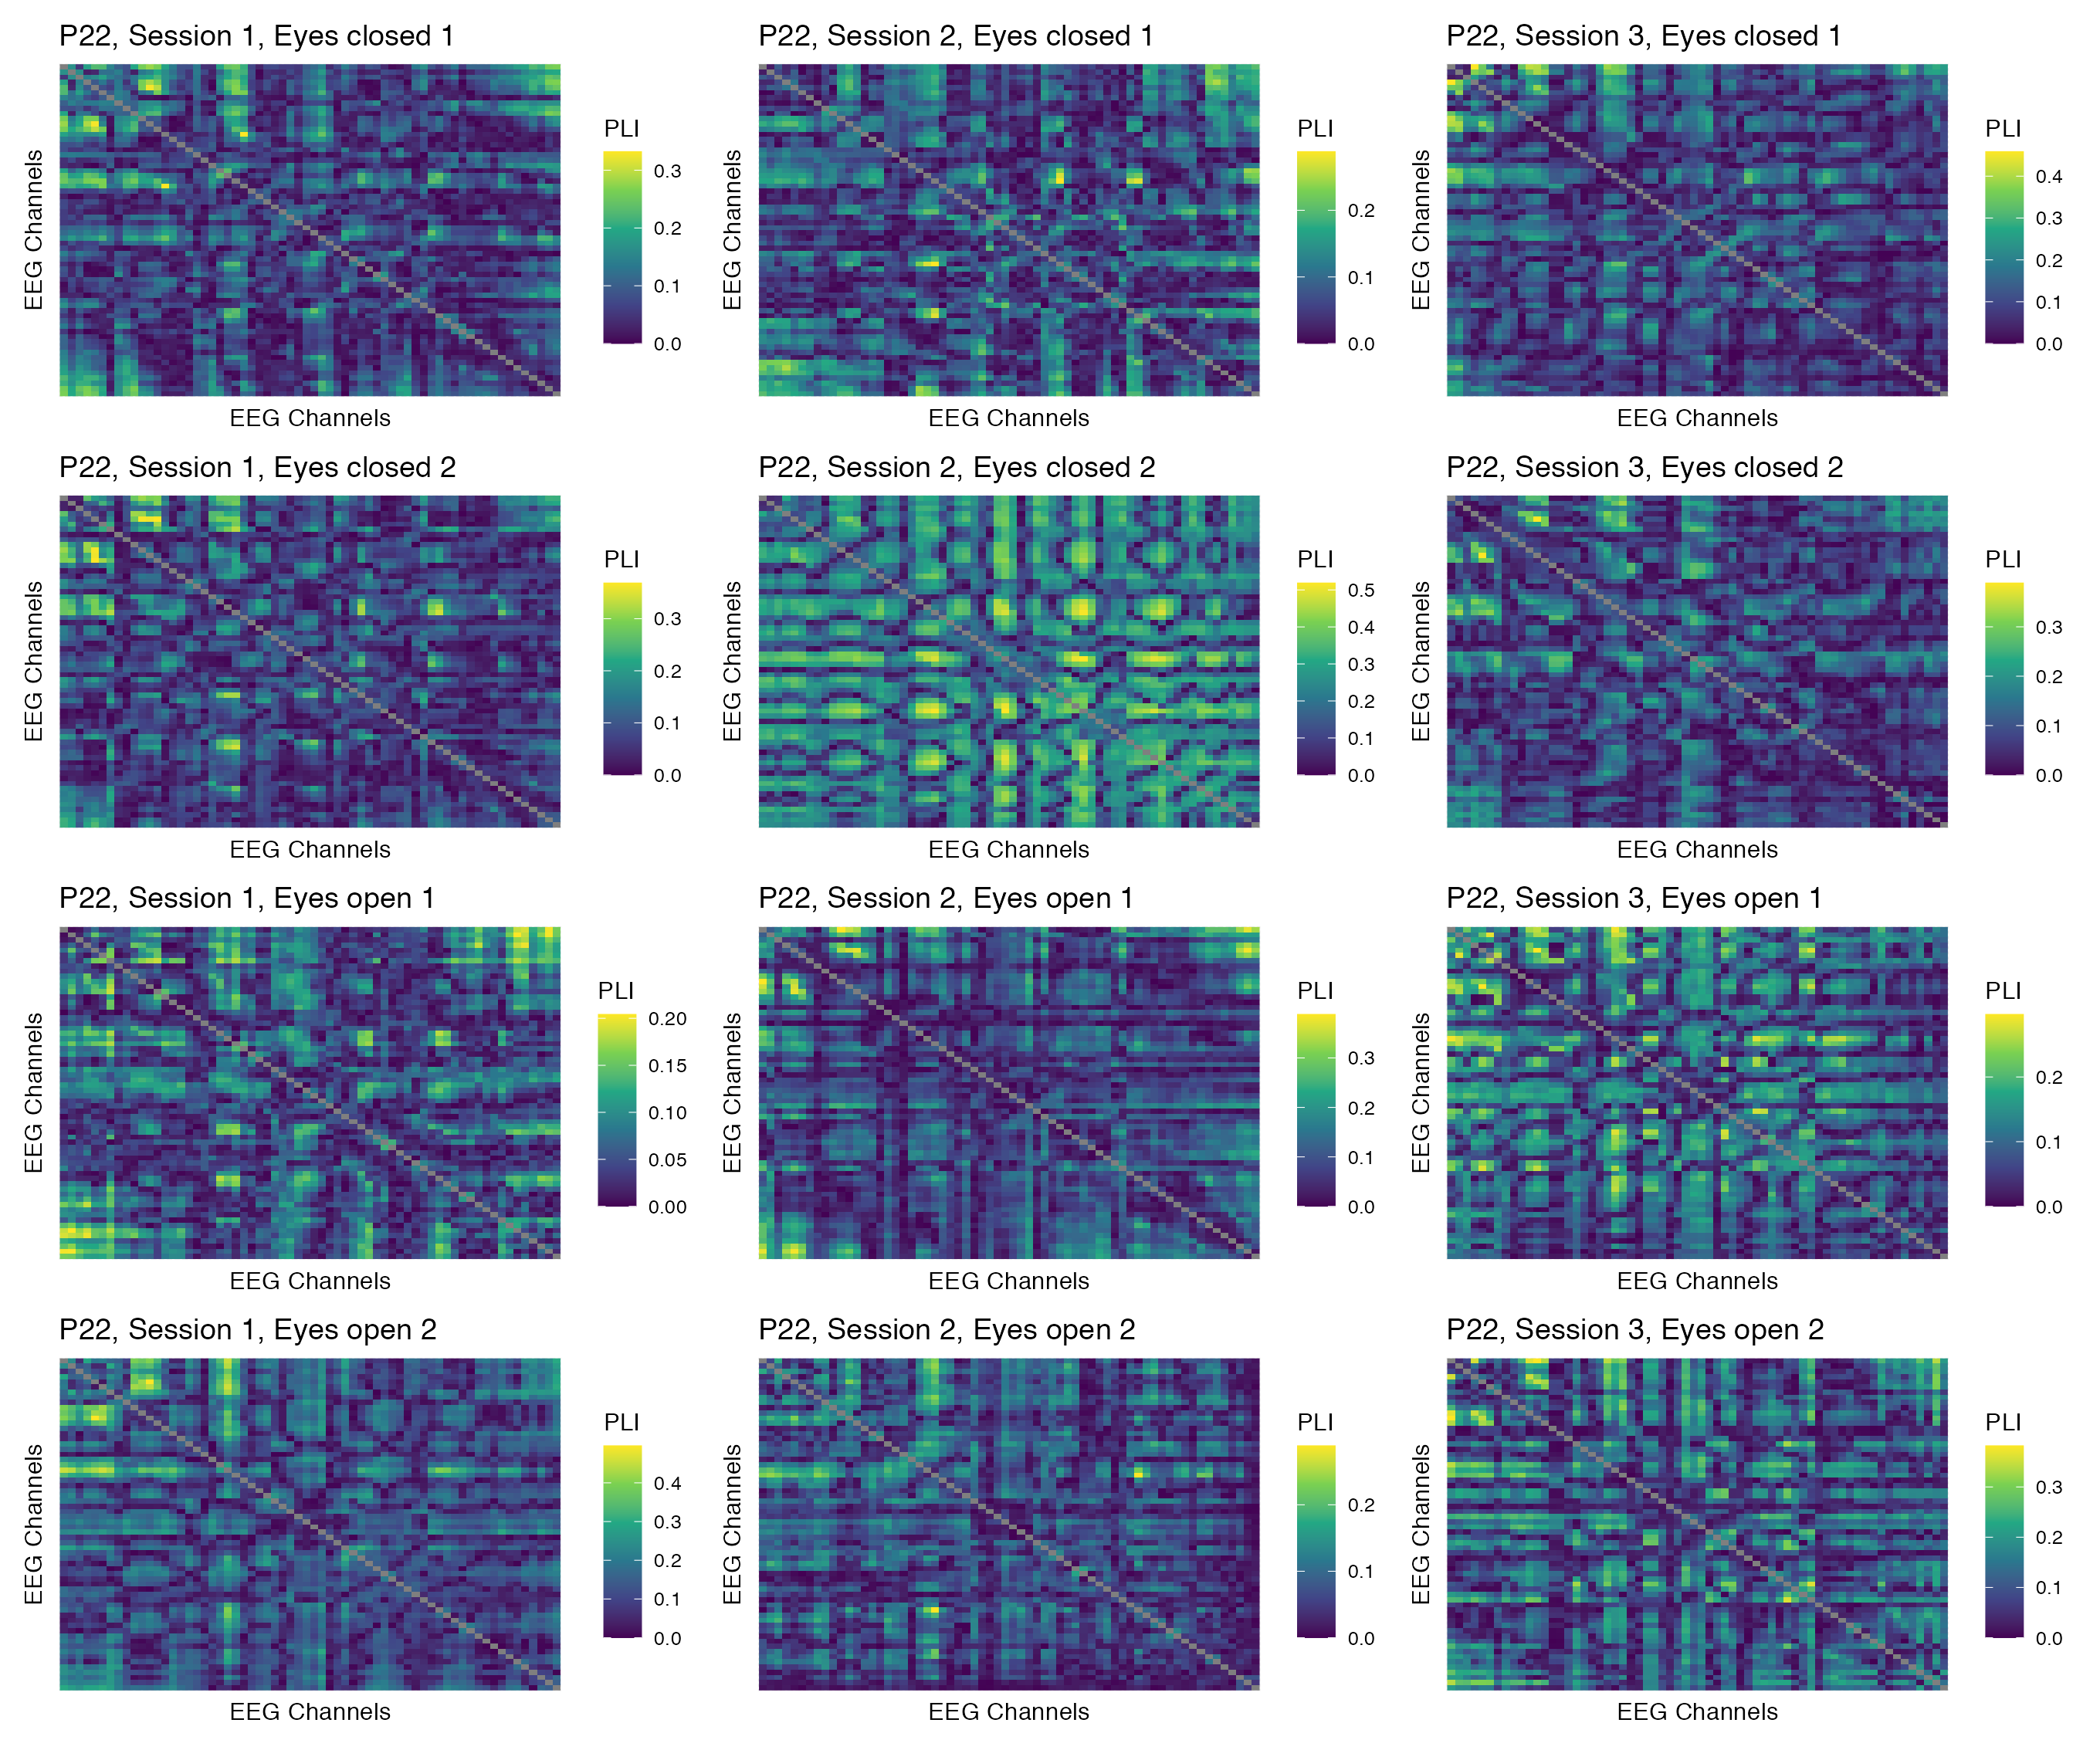 P22, Session 1, Eyes closed 1
EEG Channels
EEG Channels
PLI
0.3
0.2
0.1
0.0
P22, Session 2, Eyes closed 1
EEG Channels
EEG Channels
PLI
0.2
0.1
0.0
P22, Session 3, Eyes closed 1
EEG Channels
EEG Channels
PLI
0.4
0.3
0.2
0.1
0.0
P22, Session 1, Eyes closed 2
EEG Channels
EEG Channels
PLI
0.3
0.2
0.1
0.0
P22, Session 2, Eyes closed 2
EEG Channels
EEG Channels
PLI
0.5
0.4
0.3
0.2
0.1
0.0
P22, Session 3, Eyes closed 2
EEG Channels
EEG Channels
PLI
0.3
0.2
0.1
0.0
P22, Session 1, Eyes open 1
EEG Channels
EEG Channels
PLI
0.20
0.15
0.10
0.05
0.00
P22, Session 2, Eyes open 1
EEG Channels
EEG Channels
PLI
0.3
0.2
0.1
0.0
P22, Session 3, Eyes open 1
EEG Channels
EEG Channels
PLI
0.2
0.1
0.0
P22, Session 1, Eyes open 2
EEG Channels
EEG Channels
PLI
0.4
0.3
0.2
0.1
0.0
P22, Session 2, Eyes open 2
EEG Channels
EEG Channels
PLI
0.2
0.1
0.0
P22, Session 3, Eyes open 2
EEG Channels
EEG Channels
PLI
0.3
0.2
0.1
0.0